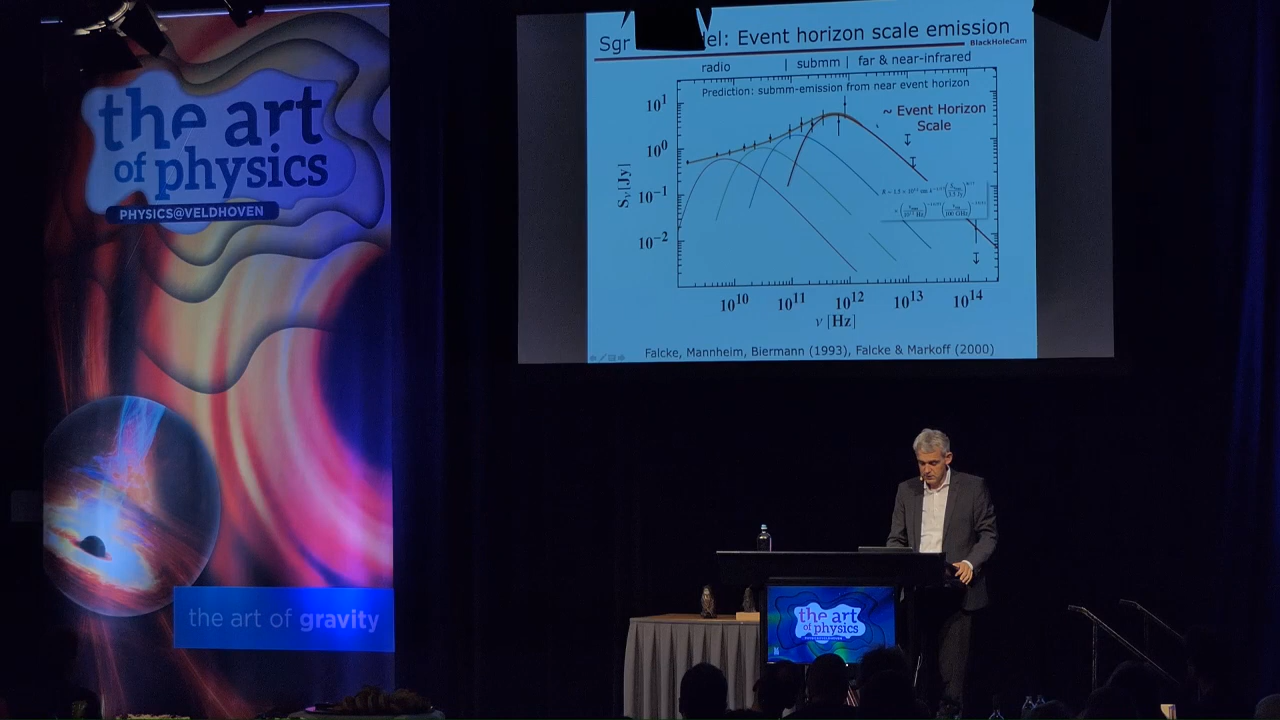 the art
of physics
PHYSICS@VELDHOVEN
the art of gravity
Sgr el: Event horizon scale emission
BlackHoleCam
radio | submm | far & near-infrared
Prediction: submm-emission from near event horizon
~ Event Horizon
Scale
10¹
10⁰
10⁻¹
10⁻²
Sᵥ [Jy]
10¹⁰ 10¹¹ 10¹² 10¹³ 10¹⁴
ν [Hz]
Falcke, Mannheim, Biermann (1993), Falcke & Markoff (2000)
the art
of physics